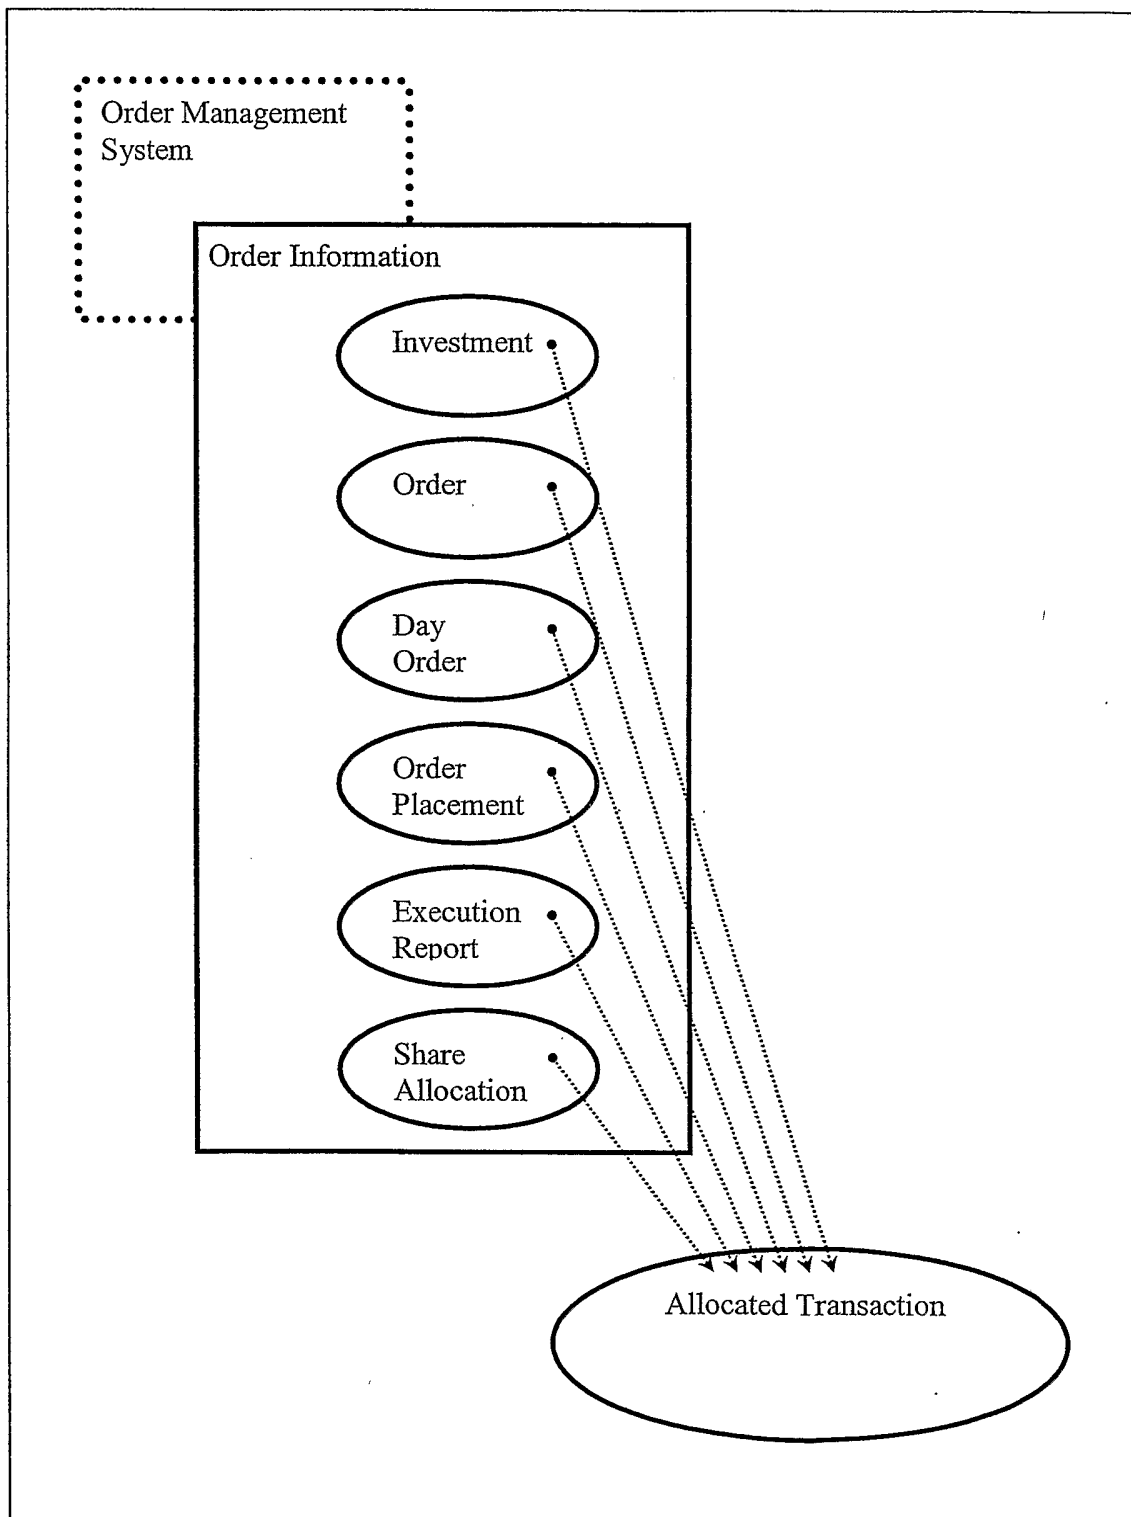 Order Management
System
Order Information
Investment
Order
Day
Order
Order
Placement
Execution
Report
Share
Allocation
Allocated Transaction